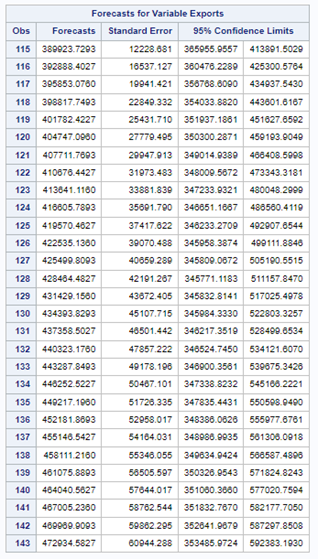 Forecasts for Variable Exports
Obs Forecasts Standard Error 95% Confidence Limits
115 389923.7293 12228.681 365955.9557 413891.5029
116 392888.4027 16537.127 360476.2289 425300.5764
117 395853.0760 19941.421 356768.6090 434937.5430
118 398817.7493 22849.332 354033.8820 443601.6167
119 401782.4227 25431.710 351937.1861 451627.6592
120 404747.0960 27779.495 350300.2871 459193.9049
121 407711.7693 29947.913 349014.9389 466408.5998
122 410676.4427 31973.483 348009.5672 473343.3181
123 413641.1160 33881.839 347233.9321 480048.2999
124 416605.7893 35691.790 346651.1667 486560.4119
125 419570.4627 37417.622 346233.2709 492907.6544
126 422535.1360 39070.488 345958.3874 499111.8846
127 425499.8093 40659.289 345809.0672 505190.5515
128 428464.4827 42191.267 345771.1183 511157.8470
129 431429.1560 43672.405 345832.8141 517025.4978
130 434393.8293 45107.715 345984.3330 522803.3257
131 437358.5027 46501.442 346217.3519 528499.6534
132 440323.1760 47857.222 346524.7450 534121.6070
133 443287.8493 49178.196 346900.3561 539675.3426
134 446252.5227 50467.101 347338.8232 545166.2221
135 449217.1960 51726.335 347835.4431 550598.9490
136 452181.8693 52958.017 348386.0626 555977.6761
137 455146.5427 54164.031 348986.9935 561306.0918
138 458111.2160 55346.055 349634.9424 566587.4896
139 461075.8893 56505.597 350326.9543 571824.8243
140 464040.5627 57644.017 351060.3660 577020.7594
141 467005.2360 58762.544 351832.7670 582177.7050
142 469969.9093 59862.295 352641.9679 587297.8508
143 472934.5827 60944.288 353485.9724 592383.1930